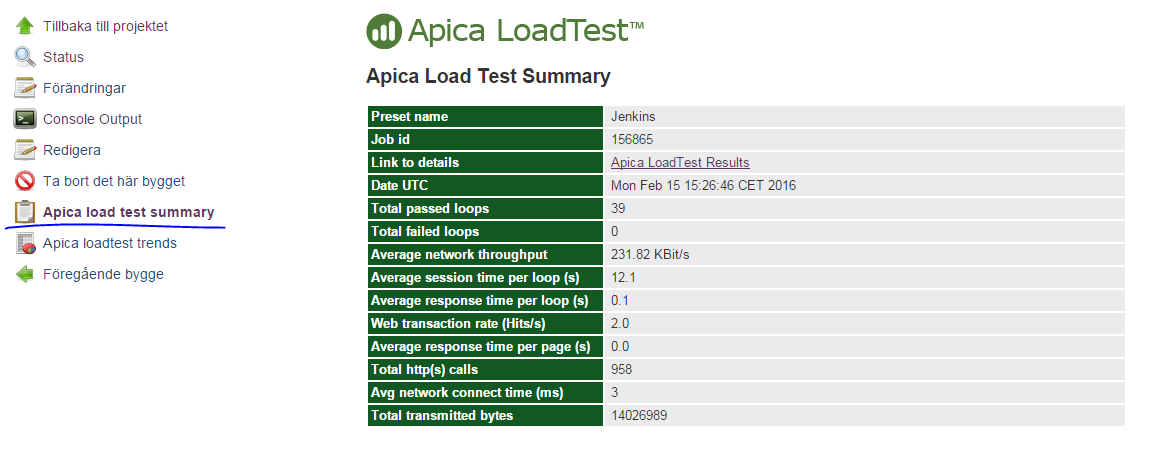 Tillbaka till projektet
Status
Förändringar
Console Output
Redigera
Ta bort det här bygget
Apica load test summary
Apica loadtest trends
Föregående bygge
Apica LoadTest™
Apica Load Test Summary
Preset name Jenkins
Job id 156865
Link to details Apica LoadTest Results
Date UTC Mon Feb 15 15:26:46 CET 2016
Total passed loops 39
Total failed loops 0
Average network throughput 231.82 KBit/s
Average session time per loop (s) 12.1
Average response time per loop (s) 0.1
Web transaction rate (Hits/s) 2.0
Average response time per page (s) 0.0
Total http(s) calls 958
Avg network connect time (ms) 3
Total transmitted bytes 14026989